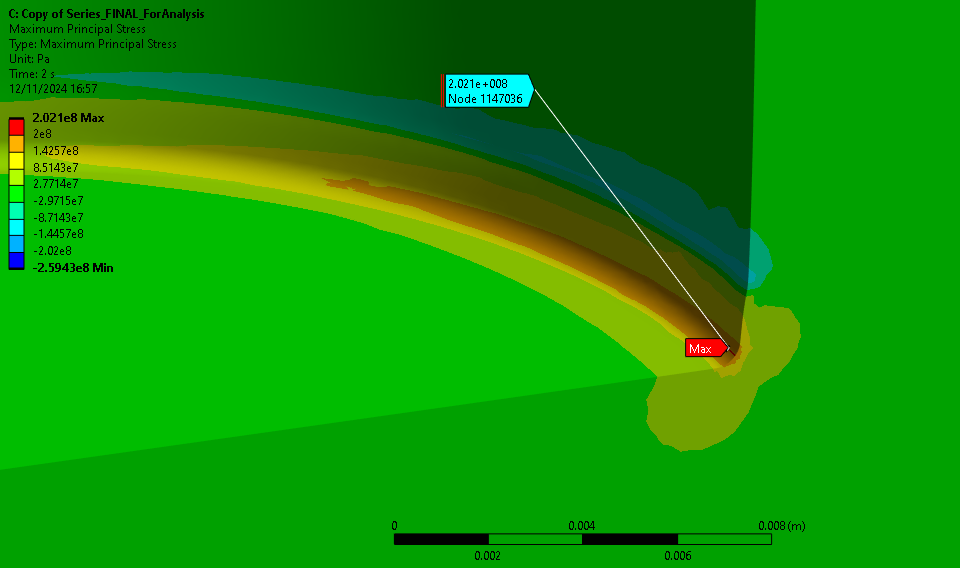 C: Copy of Series_FINAL_ForAnalysis
Maximum Principal Stress
Type: Maximum Principal Stress
Unit: Pa
Time: 2 s
12/11/2024 16:57
2.021e8 Max
2e8
1.4257e8
8.5143e7
2.7714e7
-2.9715e7
-8.7143e7
-1.4457e8
-2.02e8
-2.5943e8 Min
2.021e+008
Node 1147036
Max
0 0.004 0.008 (m)
0.002 0.006